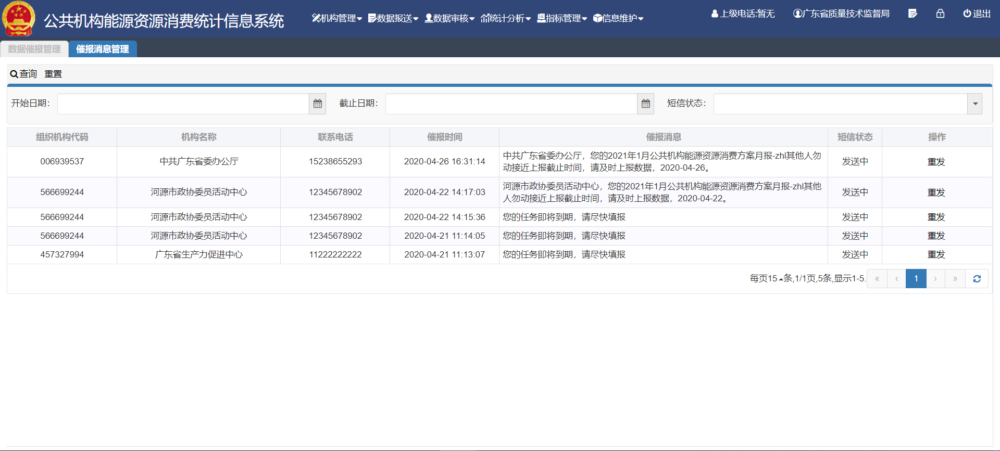 公共机构能源资源消费统计信息系统
机构管理 数据报送 数据审核 统计分析 指标管理 信息维护
上级电话:暂无 广东省质量技术监督局 退出
数据催报管理 催报消息管理
查询 重置
开始日期： 截止日期： 短信状态：
组织机构代码 机构名称 联系电话 催报时间 催报消息 短信状态 操作
006939537 中共广东省委办公厅 15238655293 2020-04-26 16:31:14 中共广东省委办公厅，您的2021年1月公共机构能源资源消费方案月报-zhl其他人勿 发送中 重发
动接近上报截止时间，请及时上报数据，2020-04-26。
566699244 河源市政协委员活动中心 12345678902 2020-04-22 14:17:03 河源市政协委员活动中心，您的2021年1月公共机构能源资源消费方案月报-zhl其他 发送中 重发
人勿动接近上报截止时间，请及时上报数据，2020-04-22。
566699244 河源市政协委员活动中心 12345678902 2020-04-22 14:15:36 您的任务即将到期，请尽快填报 发送中 重发
566699244 河源市政协委员活动中心 12345678902 2020-04-21 11:14:05 您的任务即将到期，请尽快填报 发送中 重发
457327994 广东省生产力促进中心 11222222222 2020-04-21 11:13:07 您的任务即将到期，请尽快填报 发送中 重发
每页15条,1/1页,5条,显示1-5. « ‹ 1 › »